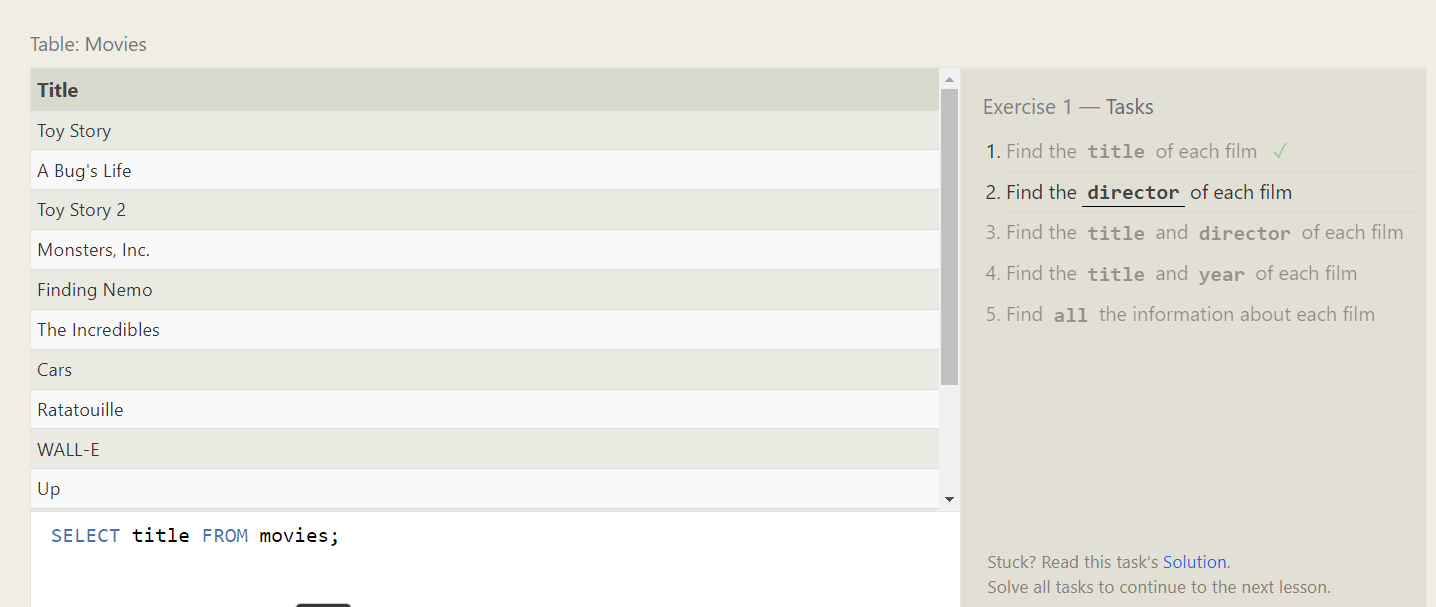 Table: Movies
Title
Toy Story
A Bug's Life
Toy Story 2
Monsters, Inc.
Finding Nemo
The Incredibles
Cars
Ratatouille
WALL-E
Up
SELECT title FROM movies;
Exercise 1 — Tasks
1. Find the title of each film ✓
2. Find the director of each film
3. Find the title and director of each film
4. Find the title and year of each film
5. Find all the information about each film
Stuck? Read this task's Solution.
Solve all tasks to continue to the next lesson.